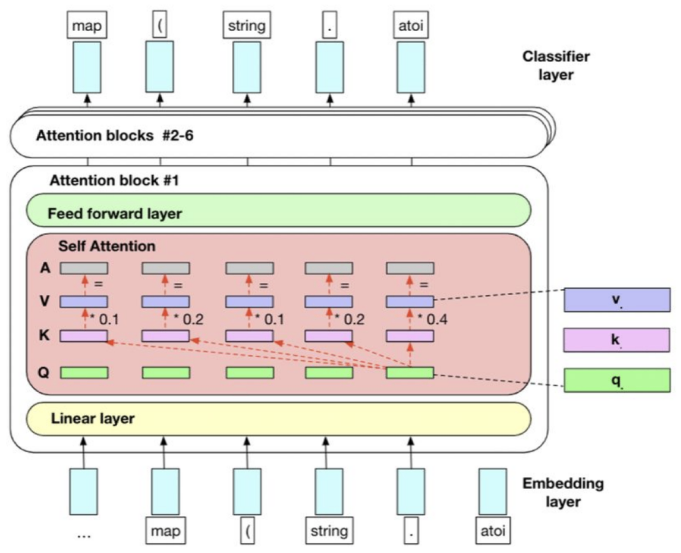 map ( string . atoi
Classifier
layer
Attention blocks #2-6
Attention block #1
Feed forward layer
Self Attention
A
= = = = =
V
* 0.1 * 0.2 * 0.1 * 0.2 * 0.4
K
Q
v.
k.
q.
Linear layer
Embedding
layer
... map ( string . atoi